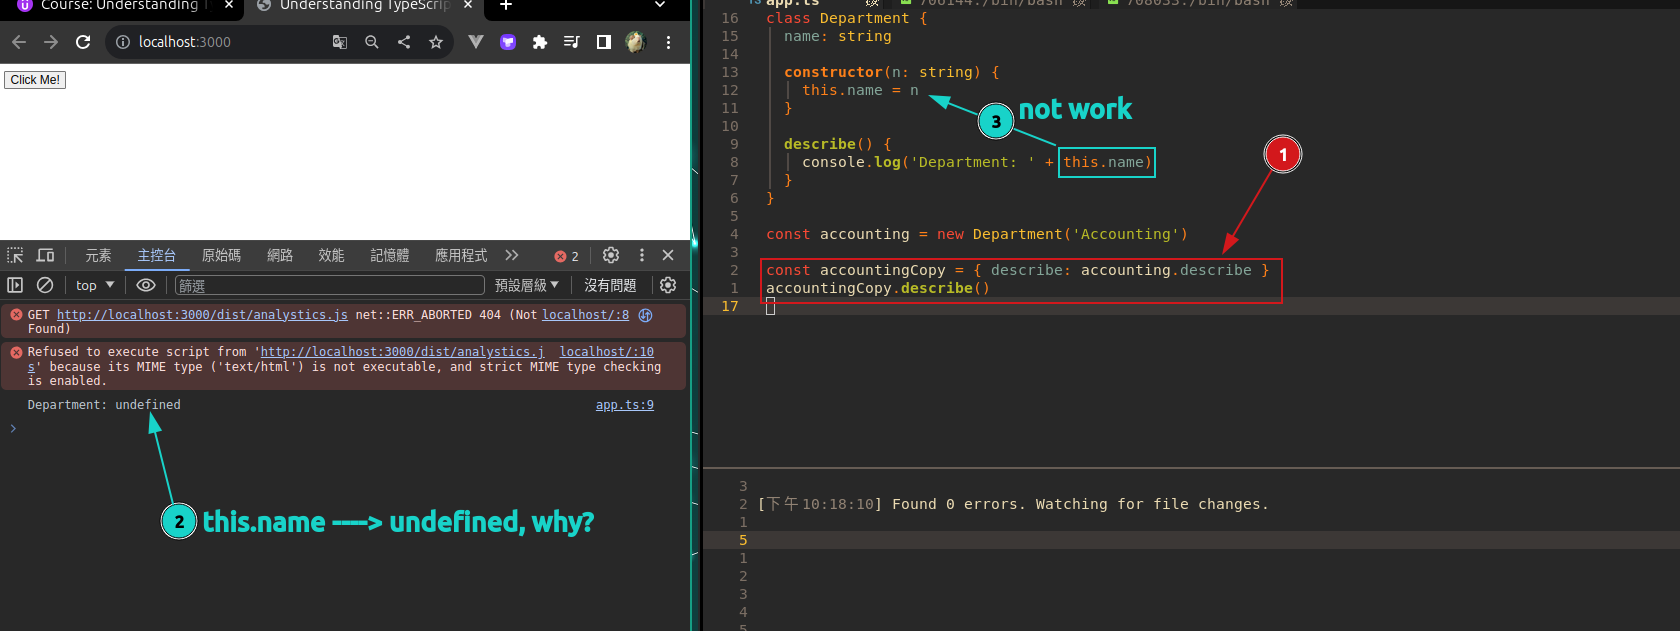 Course: Understanding T
Understanding TypeScrip
localhost:3000
Click Me!
元素
主控台
原始碼
網路
效能
記憶體
應用程式
2
top
篩選
預設層級
沒有問題
GET http://localhost:3000/dist/analystics.js net::ERR_ABORTED 404 (Not Found)
localhost/:8
Refused to execute script from 'http://localhost:3000/dist/analystics.js' because its MIME type ('text/html') is not executable, and strict MIME type checking is enabled.
localhost/:10
Department: undefined
app.ts:9
2
this.name ----> undefined, why?
TS app.ts
706144:/bin/bash
708033:/bin/bash
16 class Department {
15 name: string
14
13 constructor(n: string) {
12 this.name = n
11 }
10
9 describe() {
8 console.log('Department: ' + this.name)
7 }
6 }
5
4 const accounting = new Department('Accounting')
3
2 const accountingCopy = { describe: accounting.describe }
1 accountingCopy.describe()
17
3 not work
1
3
2 [下午10:18:10] Found 0 errors. Watching for file changes.
1
5
1
2
3
4
5